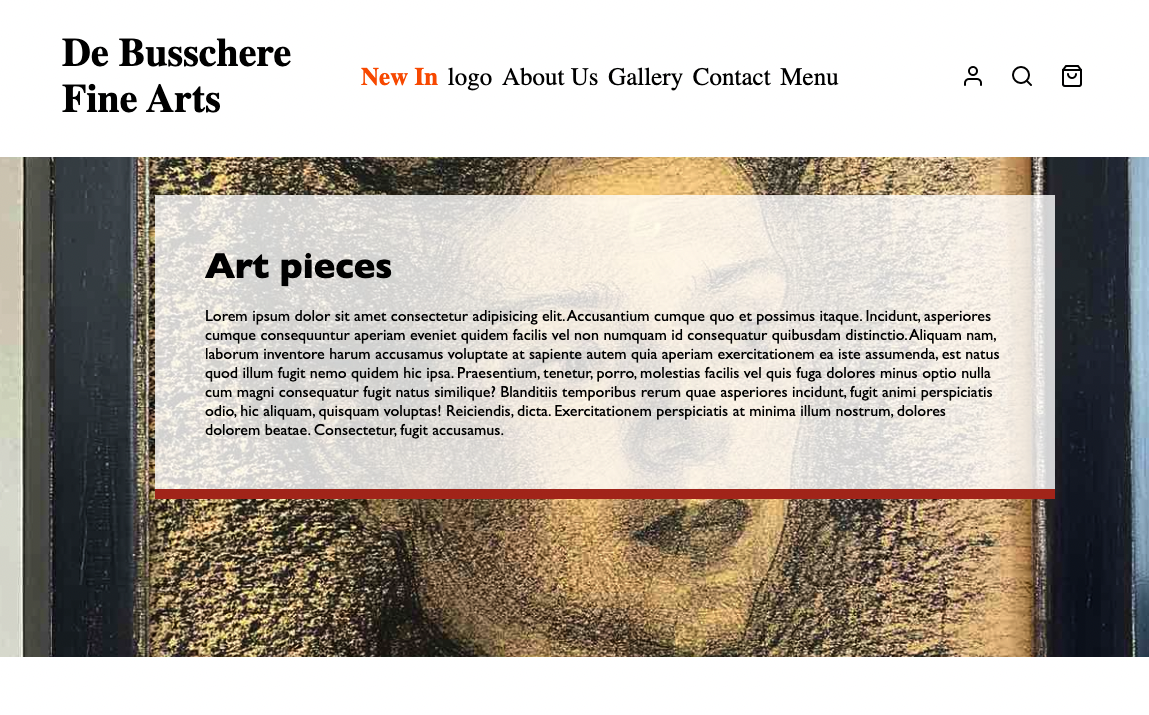 De Busschere
Fine Arts
New In logo About Us Gallery Contact Menu
Art pieces
Lorem ipsum dolor sit amet consectetur adipisicing elit. Accusantium cumque quo et possimus itaque. Incidunt, asperiores
cumque consequuntur aperiam eveniet quidem facilis vel non numquam id consequatur quibusdam distinctio. Aliquam nam,
laborum inventore harum accusamus voluptate at sapiente autem quia aperiam exercitationem ea iste assumenda, est natus
quod illum fugit nemo quidem hic ipsa. Praesentium, tenetur, porro, molestias facilis vel quis fuga dolores minus optio nulla
cum magni consequatur fugit natus similique? Blanditiis temporibus rerum quae asperiores incidunt, fugit animi perspiciatis
odio, hic aliquam, quisquam voluptas! Reiciendis, dicta. Exercitationem perspiciatis at minima illum nostrum, dolores
dolorem beatae. Consectetur, fugit accusamus.